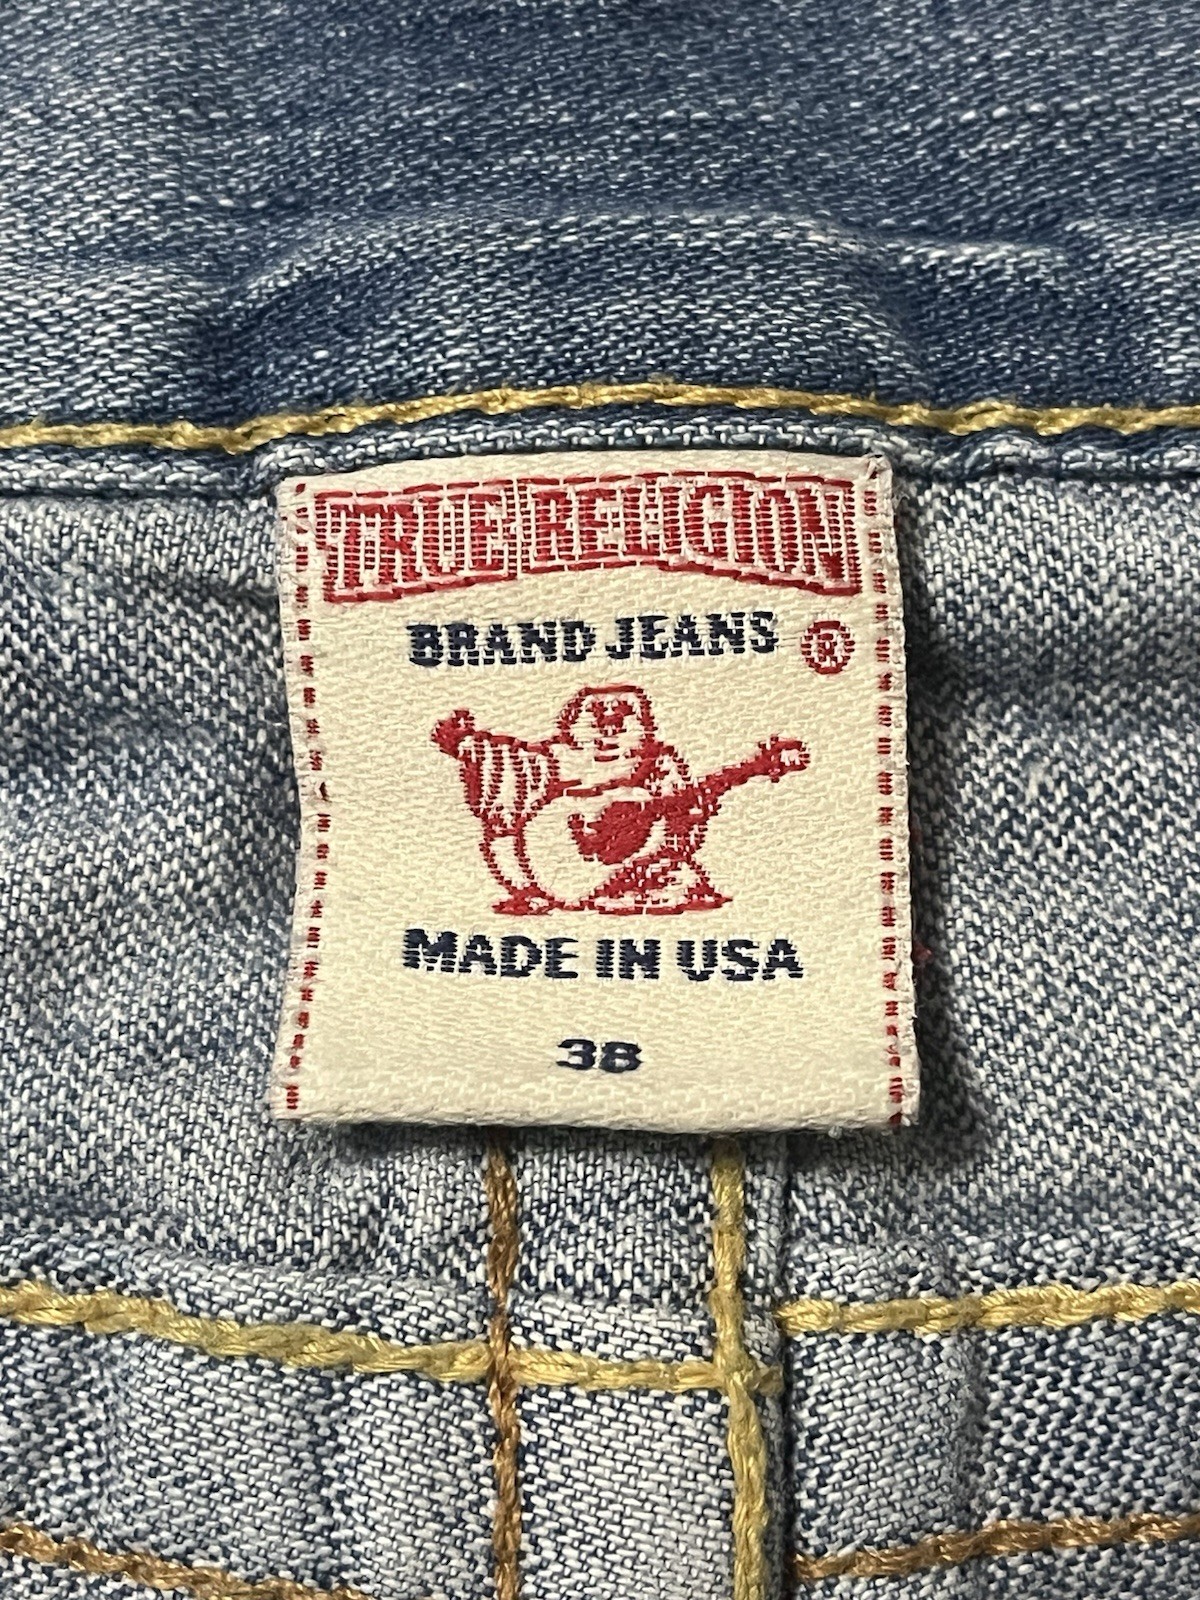 TRUE RELIGION
BRAND JEANS ®
MADE IN USA
38